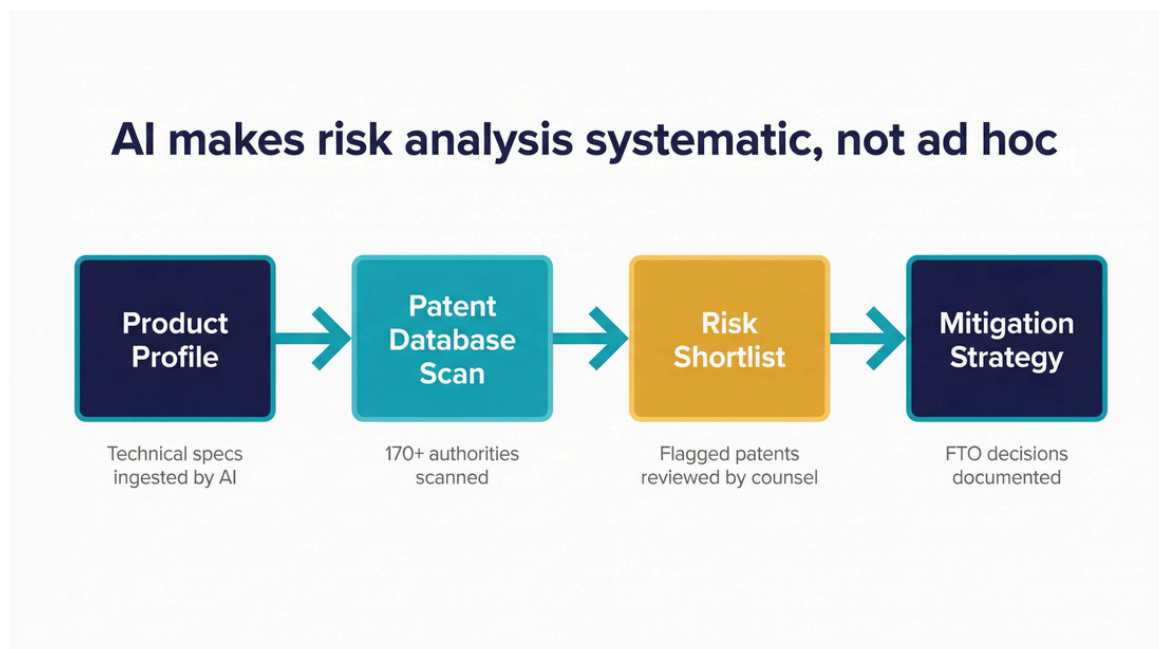 AI makes risk analysis systematic, not ad hoc
Product
Profile
Technical specs
ingested by AI
Patent
Database
Scan
170+ authorities
scanned
Risk
Shortlist
Flagged patents
reviewed by counsel
Mitigation
Strategy
FTO decisions
documented